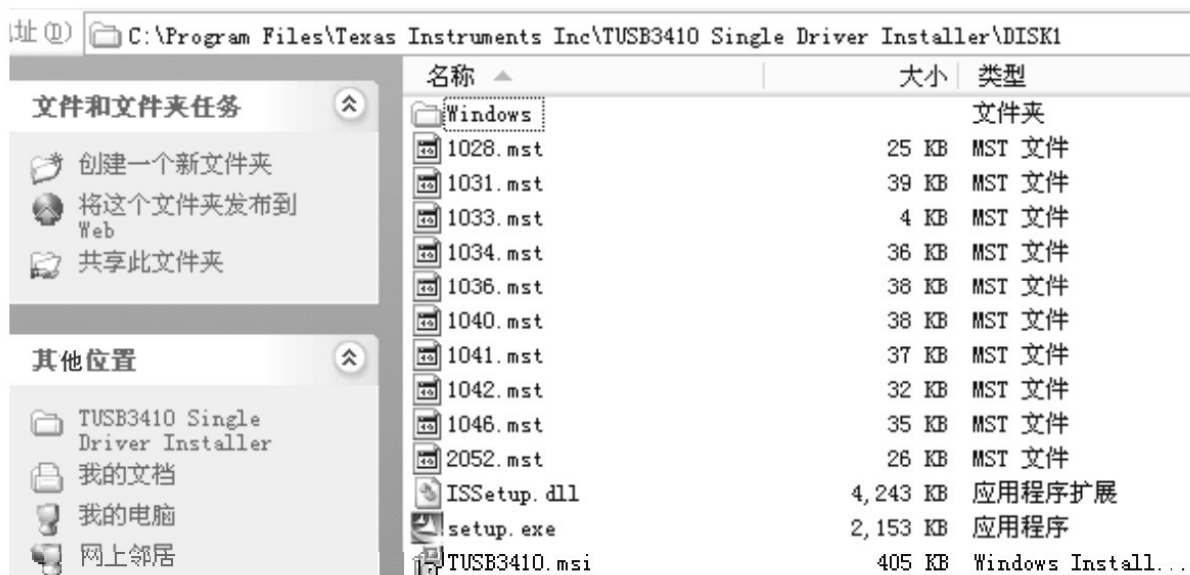 址(D) C:\Program Files\Texas Instruments Inc\TUSB3410 Single Driver Installer\DISK1
文件和文件夹任务
创建一个新文件夹
将这个文件夹发布到
Web
共享此文件夹
其他位置
TUSB3410 Single
Driver Installer
我的文档
我的电脑
网上邻居
名称 大小 类型
Windows 文件夹
1028.mst 25 KB MST 文件
1031.mst 39 KB MST 文件
1033.mst 4 KB MST 文件
1034.mst 36 KB MST 文件
1036.mst 38 KB MST 文件
1040.mst 38 KB MST 文件
1041.mst 37 KB MST 文件
1042.mst 32 KB MST 文件
1046.mst 35 KB MST 文件
2052.mst 26 KB MST 文件
ISSetup.dll 4,243 KB 应用程序扩展
setup.exe 2,153 KB 应用程序
TUSB3410.msi 405 KB Windows Install...